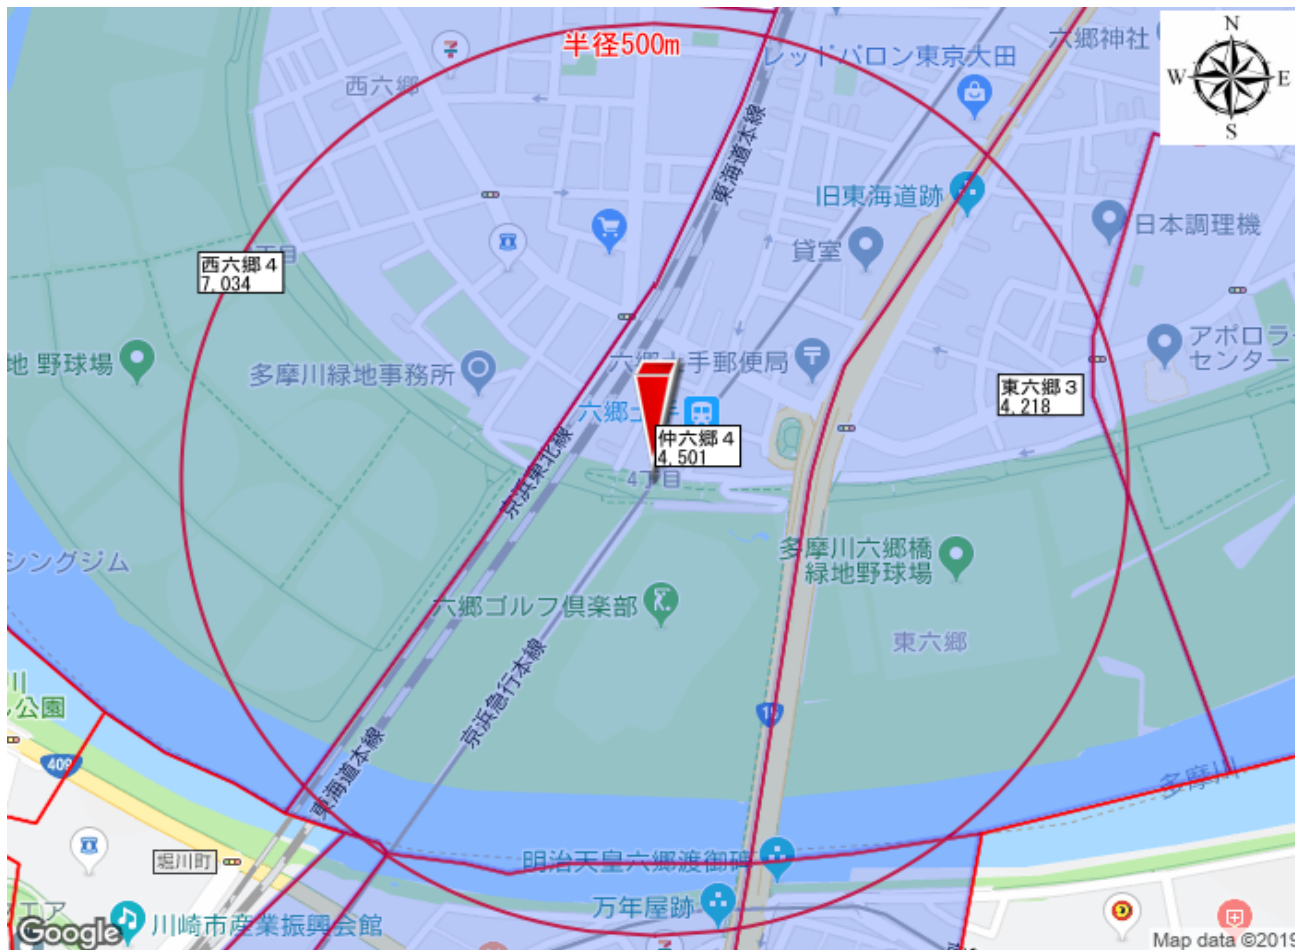 半径500m
N
W
E
S
六郷神社
レッドバロン東京大田
西六郷
東海道本線
旧東海道跡
日本調理機
貸室
丁目
西六郷4
7,034
地 野球場
多摩川緑地事務所
六郷土手郵便局
アポロラ
センター
東六郷3
4,218
六郷土手
仲六郷4
4,501
4丁目
京浜東北線
シングジム
多摩川六郷橋
緑地野球場
六郷ゴルフ倶楽部
東六郷
京浜急行本線
15
川
公園
409
東海道本線
多摩川
堀川町
明治天皇六郷渡御碑
万年屋跡
エア
川崎市産業振興会館
Google
Map data ©2019